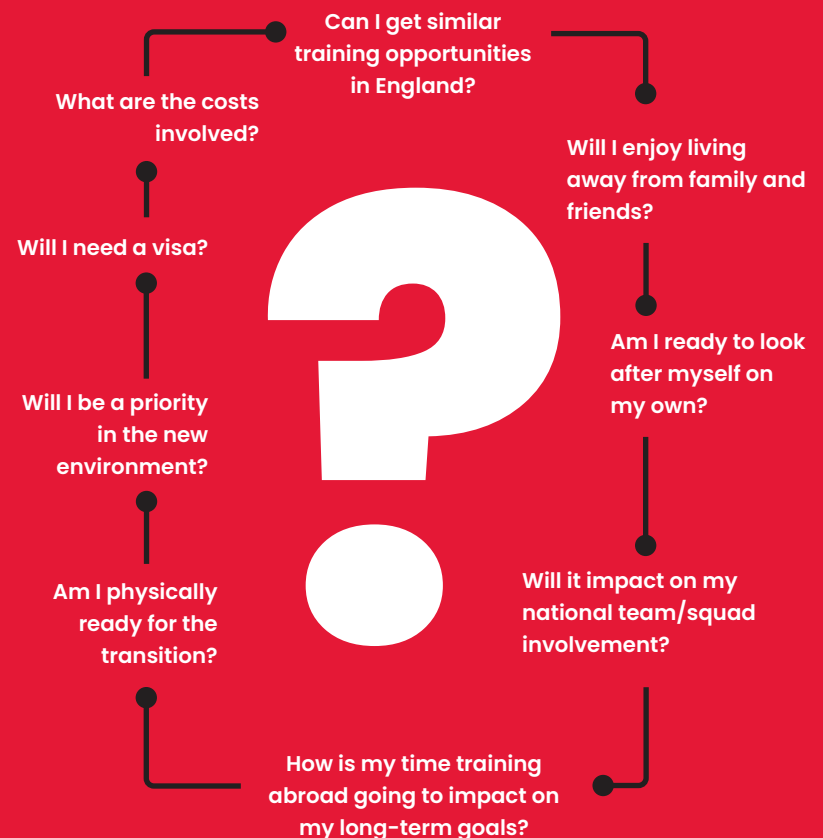 Can I get similar
training opportunities
in England?
Will I enjoy living
away from family and
friends?
Am I ready to look
after myself on
my own?
Will it impact on my
national team/squad
involvement?
How is my time training
abroad going to impact on
my long-term goals?
Am I physically
ready for the
transition?
Will I be a priority
in the new
environment?
Will I need a visa?
What are the costs
involved?
?